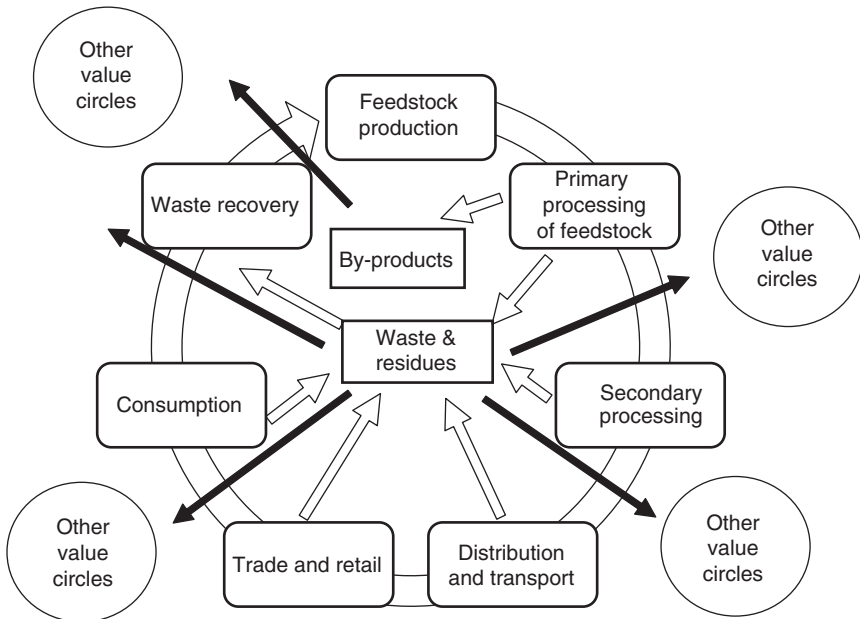 Other
value
circles
Feedstock
production
Waste recovery
Primary
processing
of feedstock
Other
value
circles
By-products
Waste &
residues
Consumption
Secondary
processing
Other
value
circles
Trade and retail
Distribution
and transport
Other
value
circles